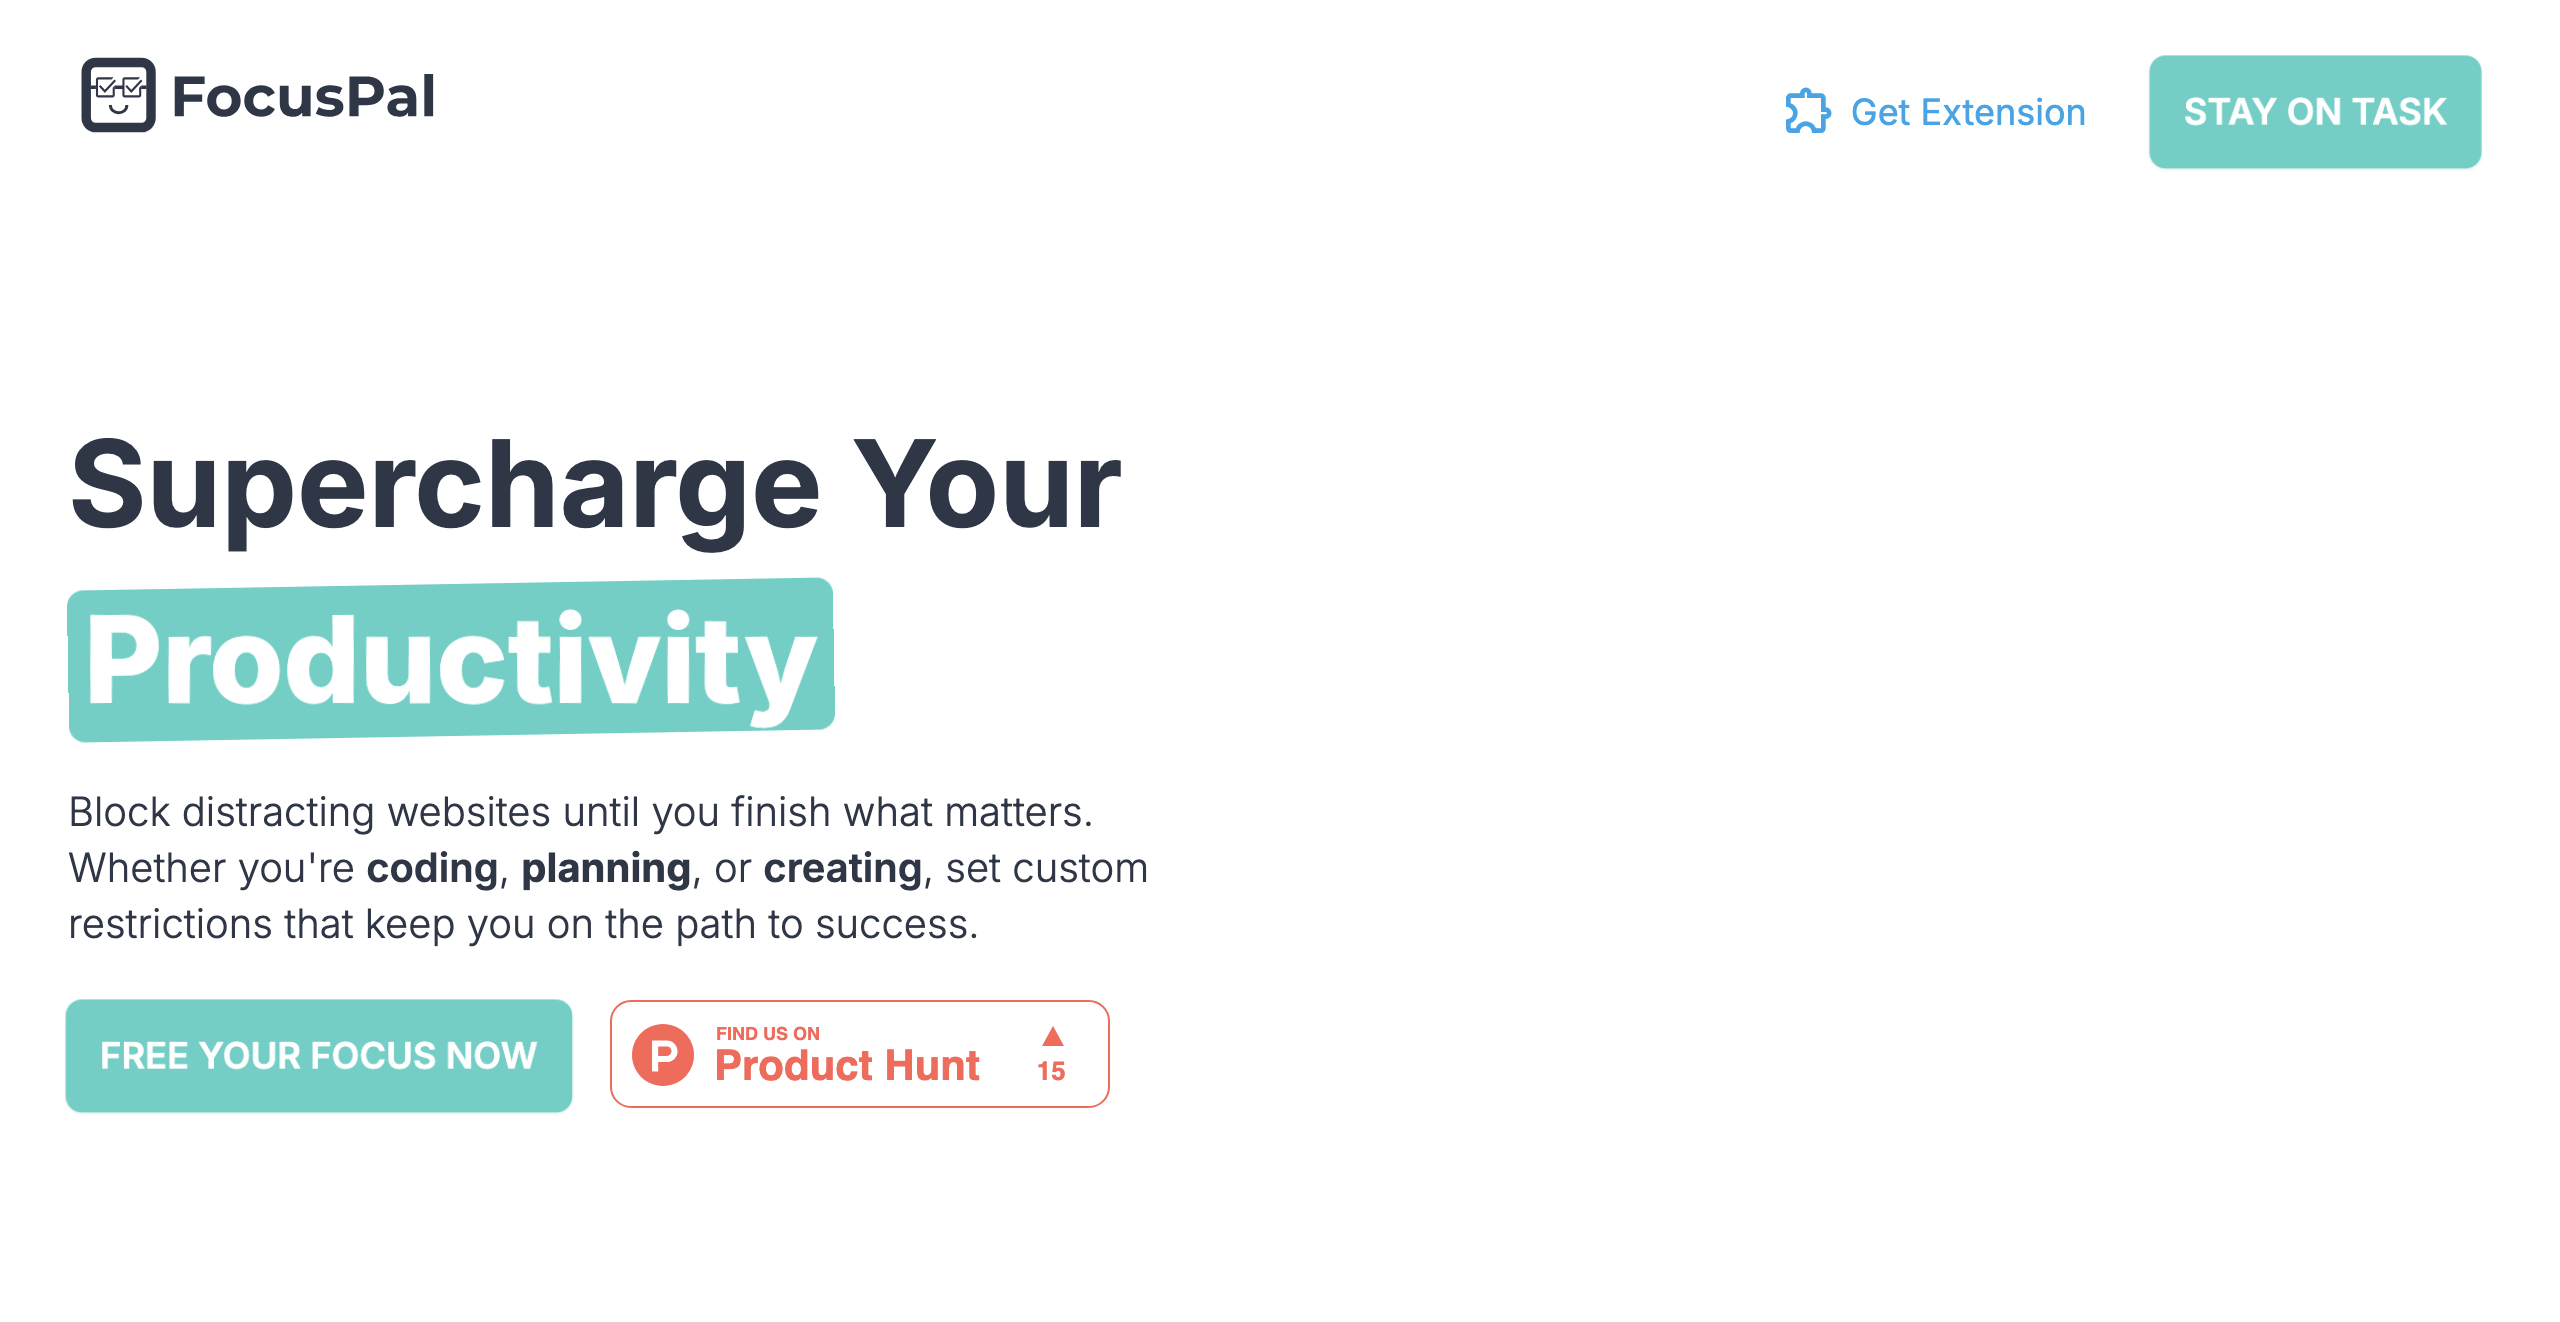 FocusPal
Get Extension
STAY ON TASK
Supercharge Your
Productivity
Block distracting websites until you finish what matters.
Whether you're coding, planning, or creating, set custom
restrictions that keep you on the path to success.
FREE YOUR FOCUS NOW
P
FIND US ON
Product Hunt
▲
15